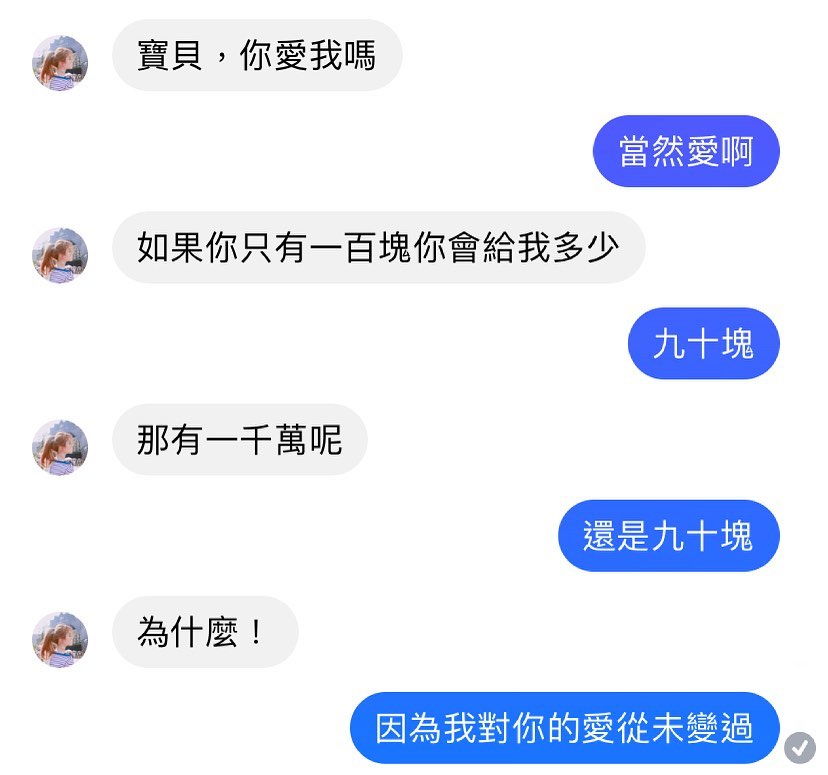 寶貝，你愛我嗎
當然愛啊
如果你只有一百塊你會給我多少
九十塊
那有一千萬呢
還是九十塊
為什麼！
因為我對你的愛從未變過